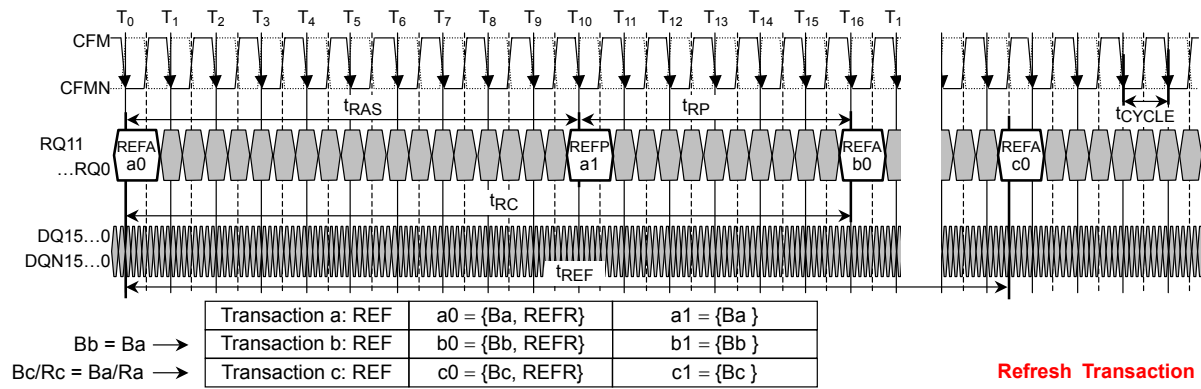 T0 T1 T2 T3 T4 T5 T6 T7 T8 T9 T10 T11 T12 T13 T14 T15 T16 T1
CFM
CFMN
tRAS tRP tCYCLE
RQ11
...RQ0
REFA a0 REFP a1 REFA b0 REFA c0
tRC
DQ15...0
DQN15...0
tREF
Transaction a: REF a0 = {Ba, REFR} a1 = {Ba }
Bb = Ba → Transaction b: REF b0 = {Bb, REFR} b1 = {Bb }
Bc/Rc = Ba/Ra → Transaction c: REF c0 = {Bc, REFR} c1 = {Bc }
Refresh Transaction